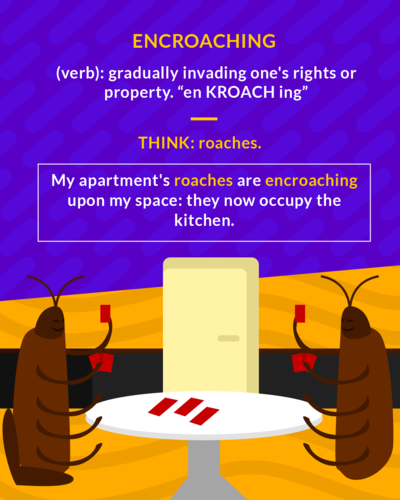 ENCROACHING
(verb): gradually invading one's rights or
property. “en KROACH ing”
THINK: roaches.
My apartment's roaches are encroaching
upon my space: they now occupy the
kitchen.